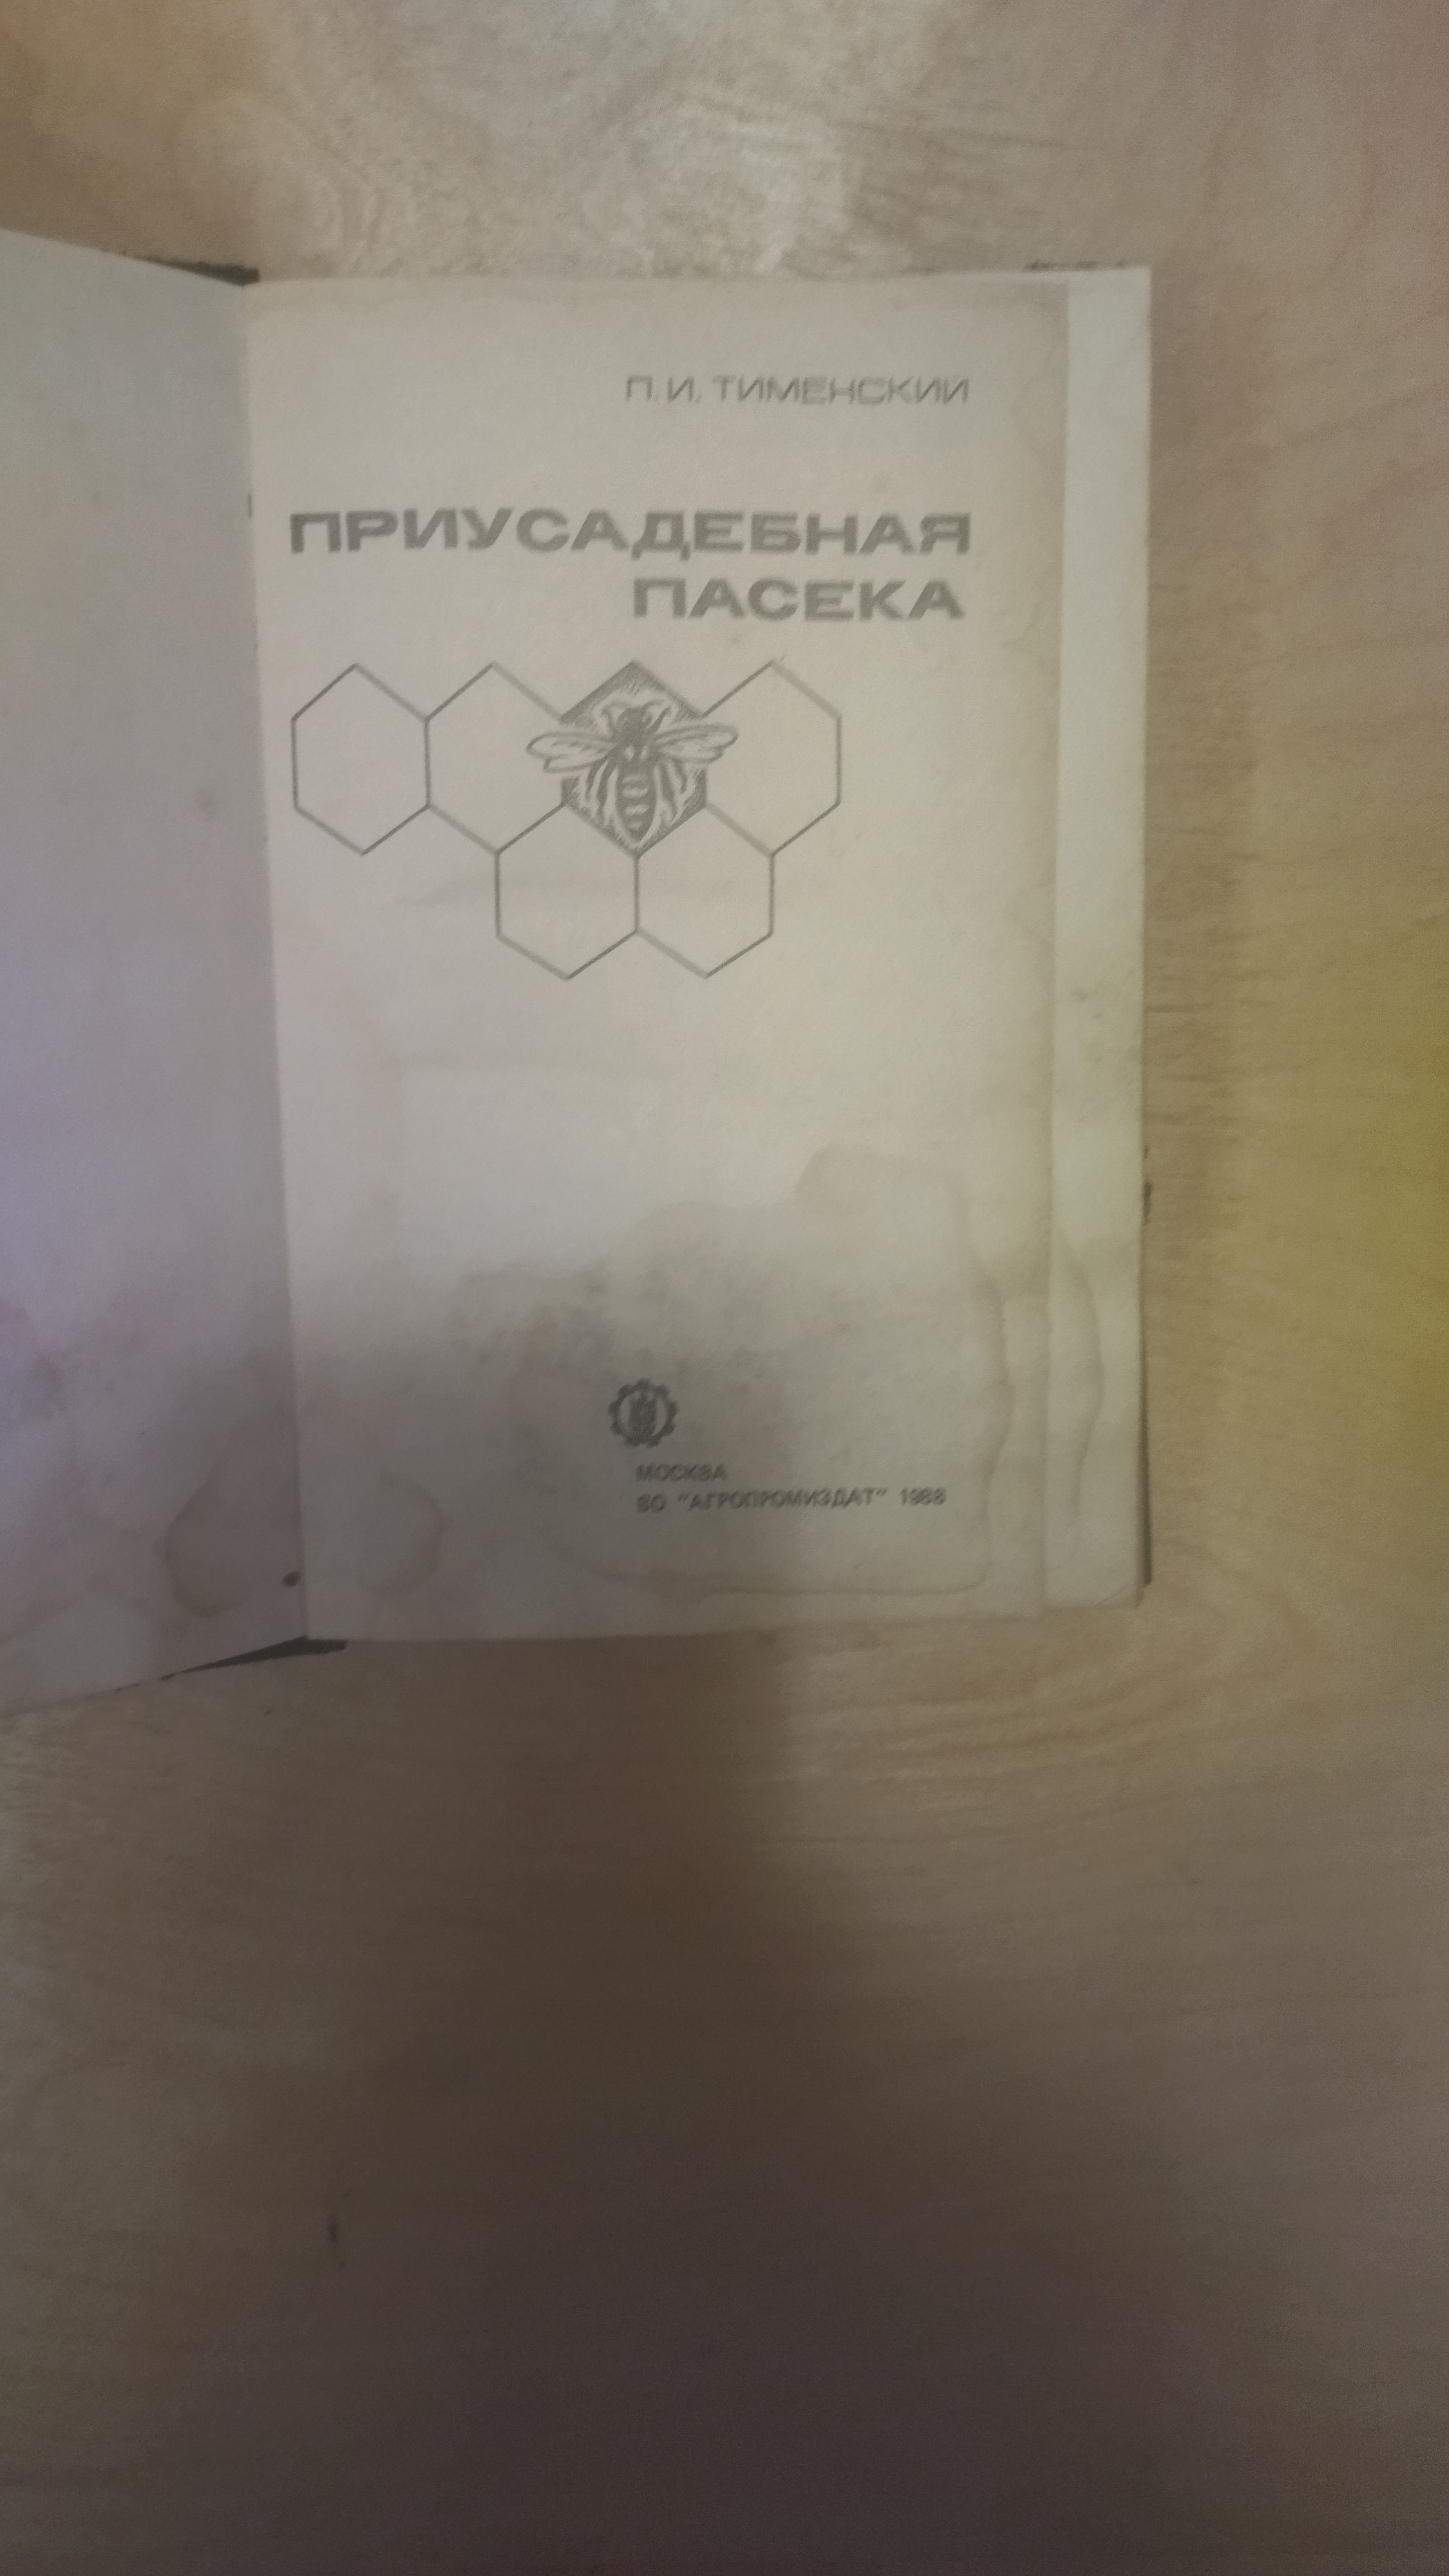 П.И. ТИМЕНСКИЙ
ПРИУСАДЕБНАЯ
ПАСЕКА
МОСКВА
ВО "АГРОПРОМИЗДАТ" 1988